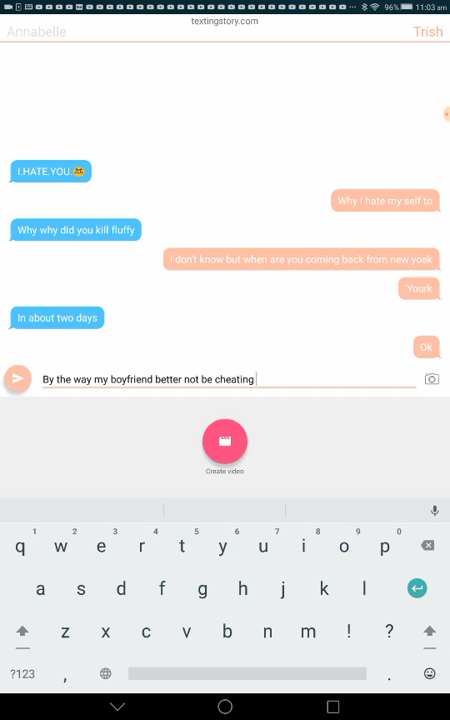 96% 11:03 am
textingstory.com
Annabelle Trish
I.HATE.YOU😠
Why I hate my self to
Why why did you kill fluffy
I don't know but when are you coming back from new yoek
'Yourk
In about two days
Ok
By the way my boyfriend better not be cheating
Create video
1 2 3 4 5 6 7 8 9 0
q w e r t y u i o p
a s d f g h j k l
z x c v b n m ! ?
?123 , .